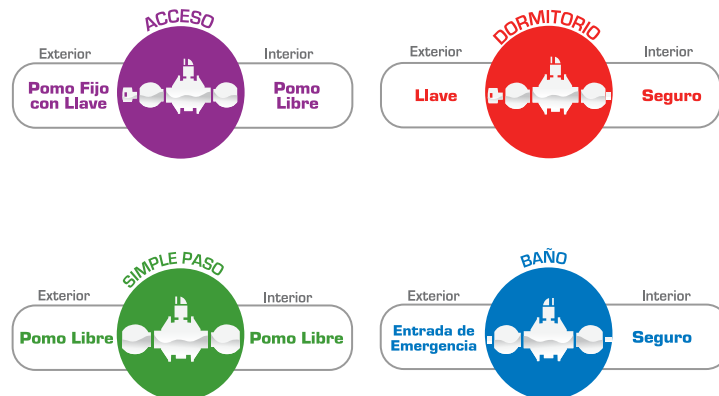 ACCESO
Exterior
Interior
Pomo Fijo
con Llave
Pomo
Libre
DORMITORIO
Exterior
Interior
Llave
Seguro
SIMPLE PASO
Exterior
Interior
Pomo Libre
Pomo Libre
BAÑO
Exterior
Interior
Entrada de
Emergencia
Seguro